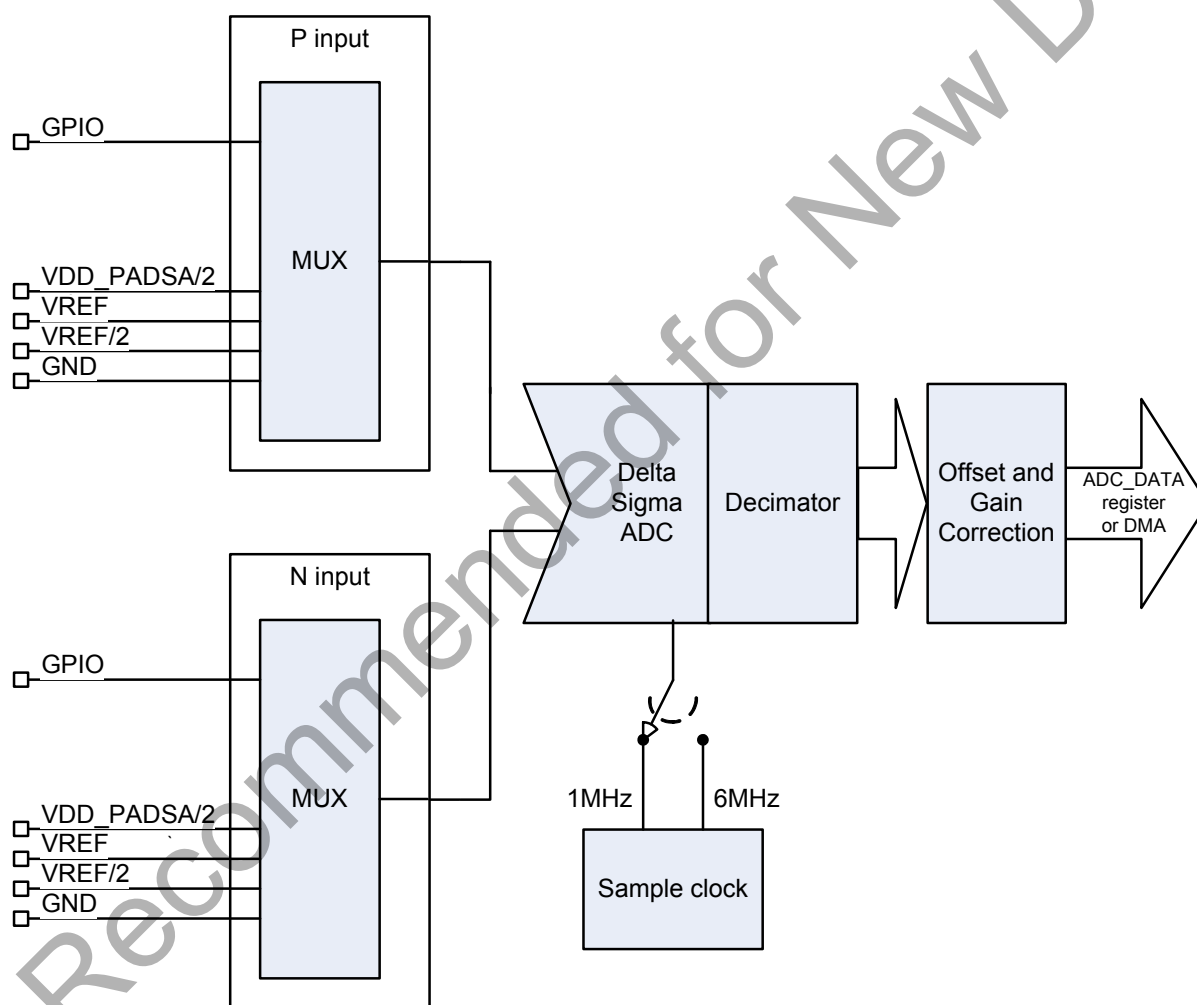 P input
GPIO
MUX
VDD_PADSA/2
VREF
VREF/2
GND
Delta
Sigma
ADC
Decimator
Offset and
Gain
Correction
ADC_DATA
register
or DMA
N input
GPIO
MUX
VDD_PADSA/2
VREF
VREF/2
GND
1MHz
6MHz
Sample clock
Recommended for New D